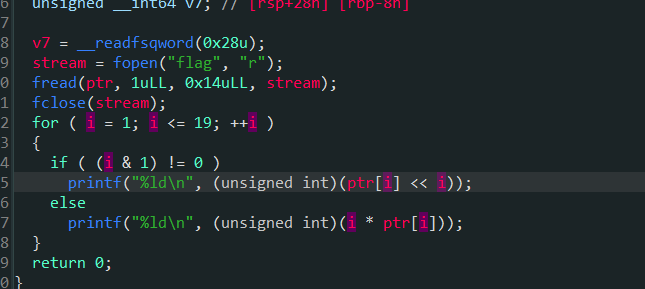 6 unsigned __int64 v7; // [rsp+28h] [rbp-8h]
7
8 v7 = __readfsqword(0x28u);
9 stream = fopen("flag", "r");
0 fread(ptr, 1uLL, 0x14uLL, stream);
1 fclose(stream);
2 for ( i = 1; i <= 19; ++i )
3 {
4 if ( (i & 1) != 0 )
5 printf("%ld\n", (unsigned int)(ptr[i] << i));
6 else
7 printf("%ld\n", (unsigned int)(i * ptr[i]));
8 }
9 return 0;
0 }